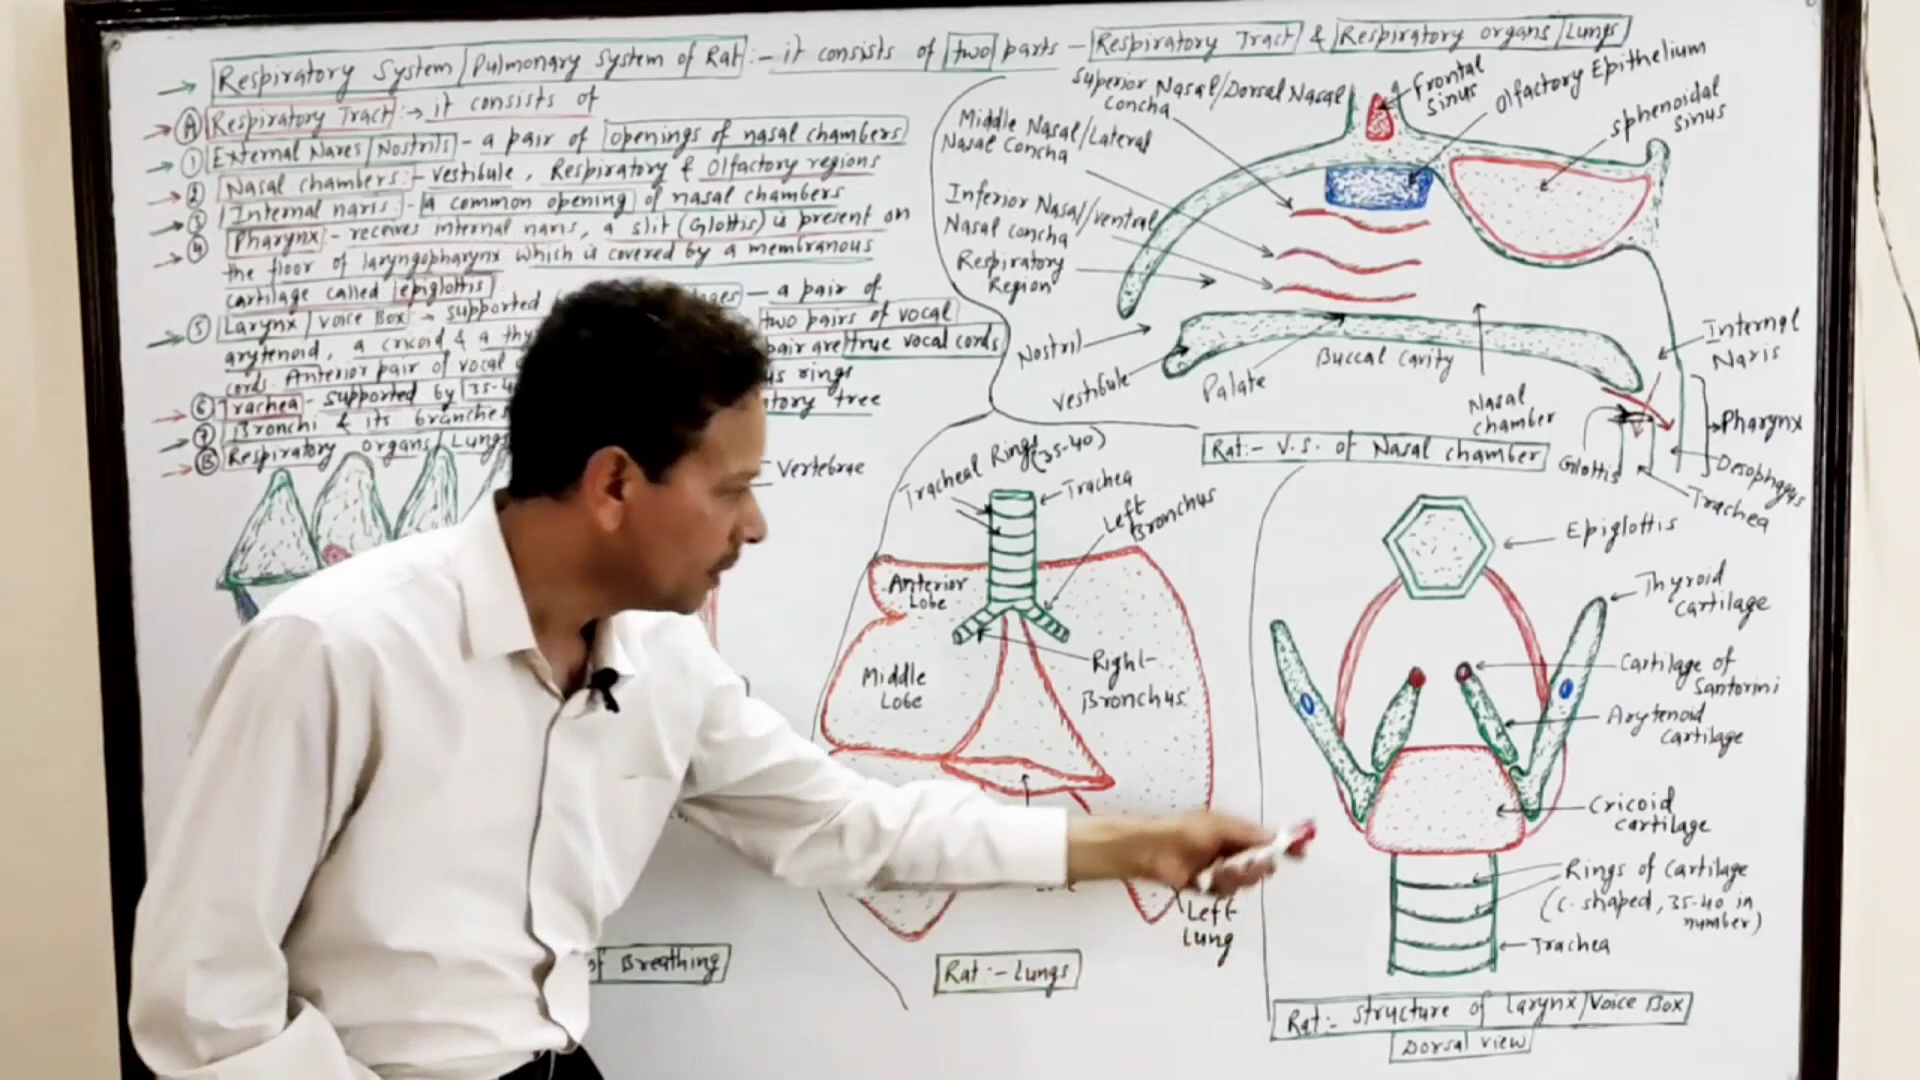 → Respiratory System/Pulmonary System of Rat:- it consists of two parts - Respiratory Tract & Respiratory organs/Lungs
→ (A) Respiratory Tract:→ it consists of
→ ① External Nares/Nostrils - a pair of openings of nasal chambers
→ ② Nasal chambers:- vestibule, Respiratory & Olfactory regions
→ ③ Internal naris - a common opening of nasal chambers
→ ④ Pharynx - receives internal naris, a slit (Glottis) is present on
the floor of laryngopharynx which is covered by a membranous
cartilage called epiglottis
→ ⑤ Larynx/Voice Box → supported
ages - a pair of
arytenoid, a cricoid & a thy
two pairs of vocal
cords. Anterior pair of vocal
pair are true vocal cords
→ ⑥ Trachea - supported by 35-40
us rings
→ ⑦ Bronchi & its branches
atory tree
→ (B) Respiratory organs/Lungs
Vertebrae
of Breathing
Superior Nasal/Dorsal Nasal
Concha
Frontal
Sinus
Olfactory Epithelium
Sphenoidal
Sinus
Middle Nasal/Lateral
Nasal Concha
Inferior Nasal/ventral
Nasal concha
Respiratory
Region
Nostril
Vestibule
Palate
Buccal cavity
Nasal
chamber
Internal
Naris
Pharynx
Glottis
Oesophagus
Trachea
Rat:- V.S. of Nasal chamber
Tracheal Rings
(35-40)
Trachea
Left
Bronchus
Anterior
Lobe
Middle
Lobe
Right
Bronchus
Left
Lung
Rat:- Lungs
Epiglottis
Thyroid
Cartilage
Cartilage of
Santorini
Arytenoid
Cartilage
Cricoid
Cartilage
Rings of Cartilage
(C-shaped, 35-40 in
number)
Trachea
Rat:- Structure of Larynx/Voice Box
Dorsal view